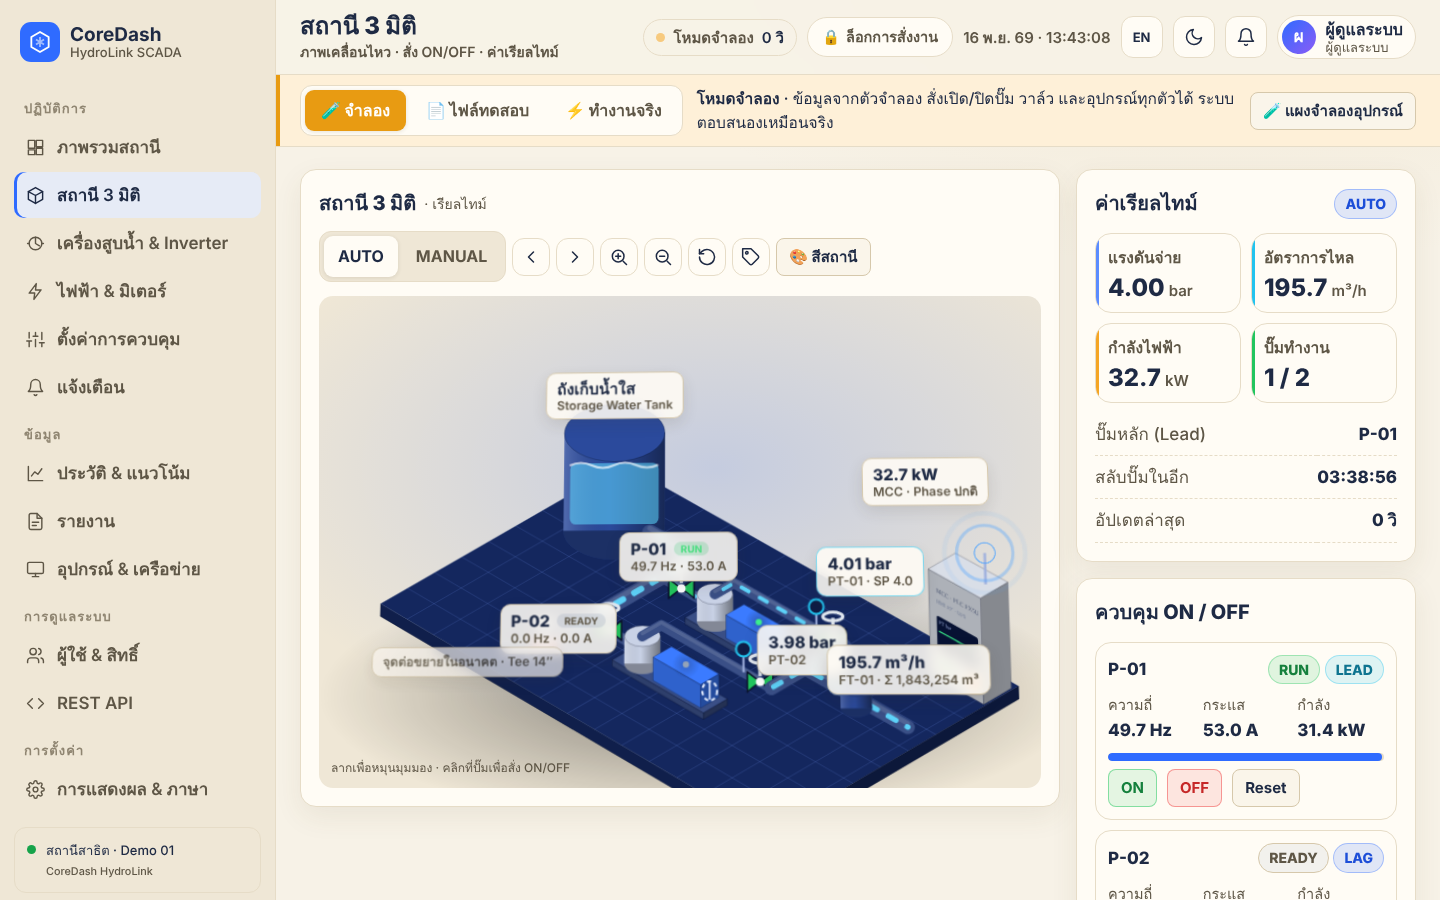 CoreDash
HydroLink SCADA
ปฏิบัติการ
ภาพรวมสถานี
สถานี 3 มิติ
เครื่องสูบน้ำ & Inverter
ไฟฟ้า & มิเตอร์
ตั้งค่าการควบคุม
แจ้งเตือน
ข้อมูล
ประวัติ & แนวโน้ม
รายงาน
อุปกรณ์ & เครือข่าย
การดูแลระบบ
ผู้ใช้ & สิทธิ์
REST API
การตั้งค่า
การแสดงผล & ภาษา
สถานีสาธิต · Demo 01
CoreDash HydroLink
สถานี 3 มิติ
ภาพเคลื่อนไหว · สั่ง ON/OFF · ค่าเรียลไทม์
โหมดจำลอง 0 วิ
🔒 ล็อกการสั่งงาน
16 พ.ย. 69 · 13:43:08
EN
ผ
ผู้ดูแลระบบ
ผู้ดูแลระบบ
🧪 จำลอง
📄 ไฟล์ทดสอบ
⚡ ทำงานจริง
โหมดจำลอง · ข้อมูลจากตัวจำลอง สั่งเปิด/ปิดปั๊ม วาล์ว และอุปกรณ์ทุกตัวได้ ระบบ
ตอบสนองเหมือนจริง
🧪 แผงจำลองอุปกรณ์
สถานี 3 มิติ · เรียลไทม์
AUTO
MANUAL
🎨 สีสถานี
ถังเก็บน้ำใส
Storage Water Tank
32.7 kW
MCC · Phase ปกติ
P-01 RUN
49.7 Hz · 53.0 A
4.01 bar
PT-01 · SP 4.0
P-02 READY
0.0 Hz · 0.0 A
3.98 bar
PT-02
จุดต่อขยายในอนาคต · Tee 14"
195.7 m³/h
FT-01 · Σ 1,843,254 m³
ลากเพื่อหมุนมุมมอง · คลิกที่ปั๊มเพื่อสั่ง ON/OFF
ค่าเรียลไทม์
AUTO
แรงดันจ่าย
4.00 bar
อัตราการไหล
195.7 m³/h
กำลังไฟฟ้า
32.7 kW
ปั๊มทำงาน
1 / 2
ปั๊มหลัก (Lead) P-01
สลับปั๊มในอีก 03:38:56
อัปเดตล่าสุด 0 วิ
ควบคุม ON / OFF
P-01
RUN
LEAD
ความถี่ กระแส กำลัง
49.7 Hz 53.0 A 31.4 kW
ON
OFF
Reset
P-02
READY
LAG
ความถี่ กระแส กำลัง